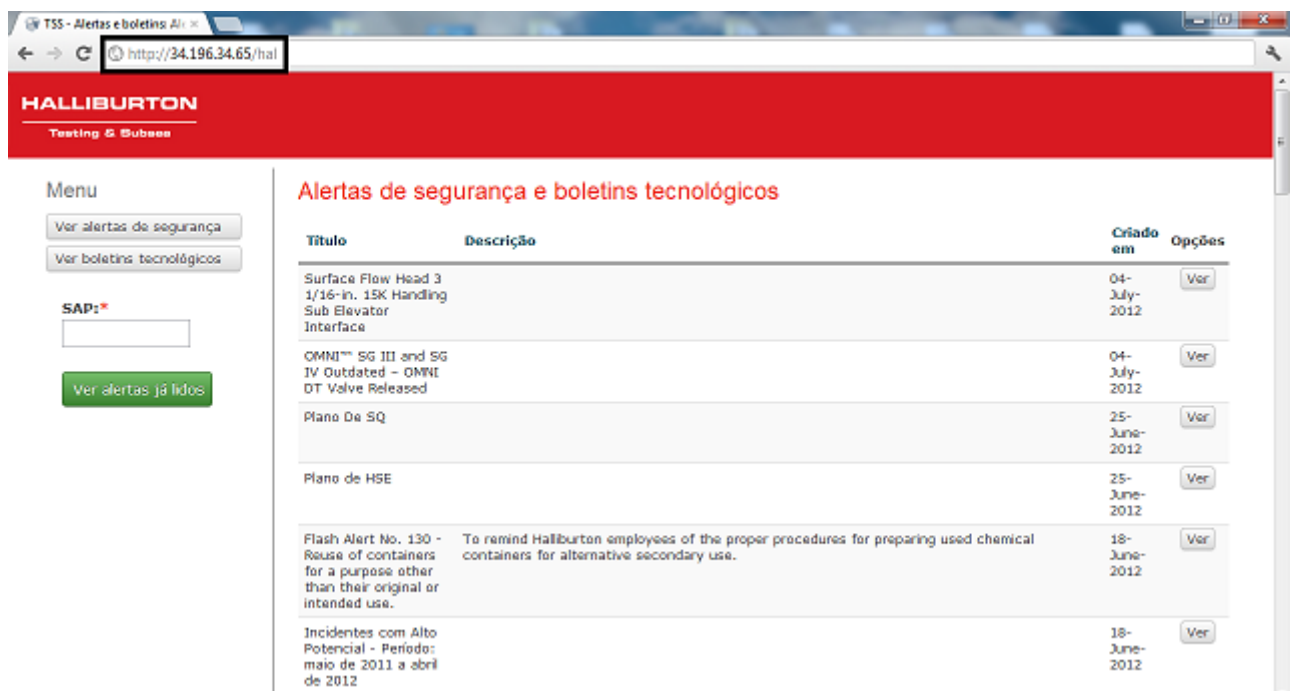 TSS - Alertas e boletins: Ale
http://34.196.34.65/hal
HALLIBURTON
Testing & Subsea
Menu
Ver alertas de segurança
Ver boletins tecnológicos
SAP:*
Ver alertas já lidos
Alertas de segurança e boletins tecnológicos
Título Descrição Criado em Opções
Surface Flow Head 3
1/16-in. 15K Handling
Sub Elevator
Interface
04-
July-
2012
Ver
OMNI™ SG III and SG
IV Outdated – OMNI
DT Valve Released
04-
July-
2012
Ver
Plano De SQ
25-
June-
2012
Ver
Plano de HSE
25-
June-
2012
Ver
Flash Alert No. 130 -
Reuse of containers
for a purpose other
than their original or
intended use.
To remind Halliburton employees of the proper procedures for preparing used chemical
containers for alternative secondary use.
18-
June-
2012
Ver
Incidentes com Alto
Potencial - Período:
maio de 2011 a abril
de 2012
18-
June-
2012
Ver